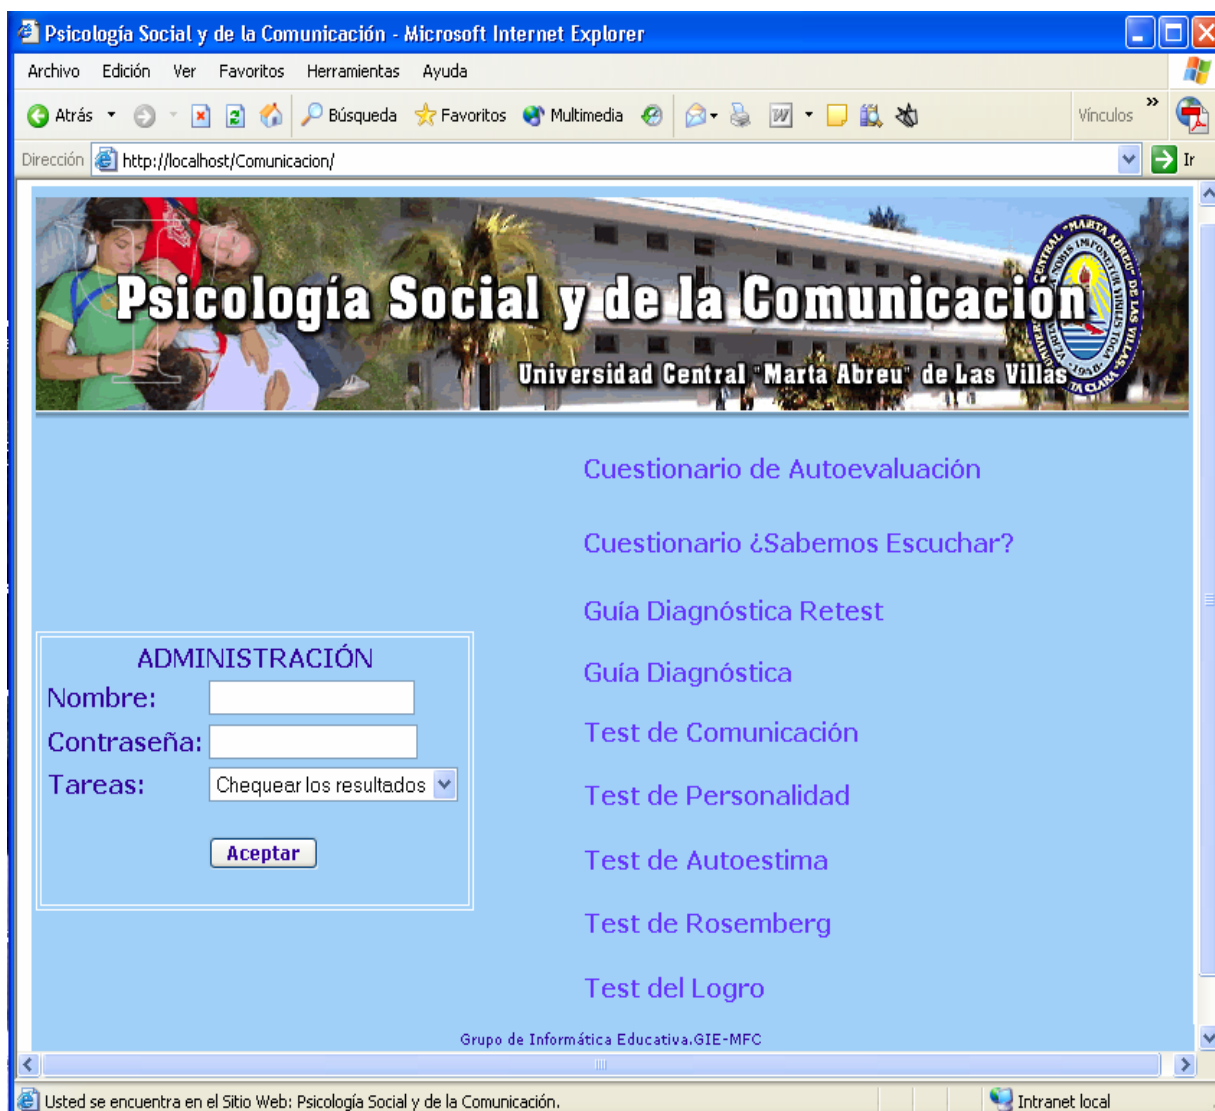 Psicología Social y de la Comunicación - Microsoft Internet Explorer
Archivo Edición Ver Favoritos Herramientas Ayuda
Atrás Búsqueda Favoritos Multimedia Vínculos »
Dirección http://localhost/Comunicacion/ Ir
Psicología Social y de la Comunicación
Universidad Central "Marta Abreu" de Las Villas
Cuestionario de Autoevaluación
Cuestionario ¿Sabemos Escuchar?
Guía Diagnóstica Retest
Guía Diagnóstica
Test de Comunicación
Test de Personalidad
Test de Autoestima
Test de Rosemberg
Test del Logro
ADMINISTRACIÓN
Nombre:
Contraseña:
Tareas: Chequear los resultados
Aceptar
Grupo de Informática Educativa.GIE-MFC
Usted se encuentra en el Sitio Web: Psicología Social y de la Comunicación. Intranet local